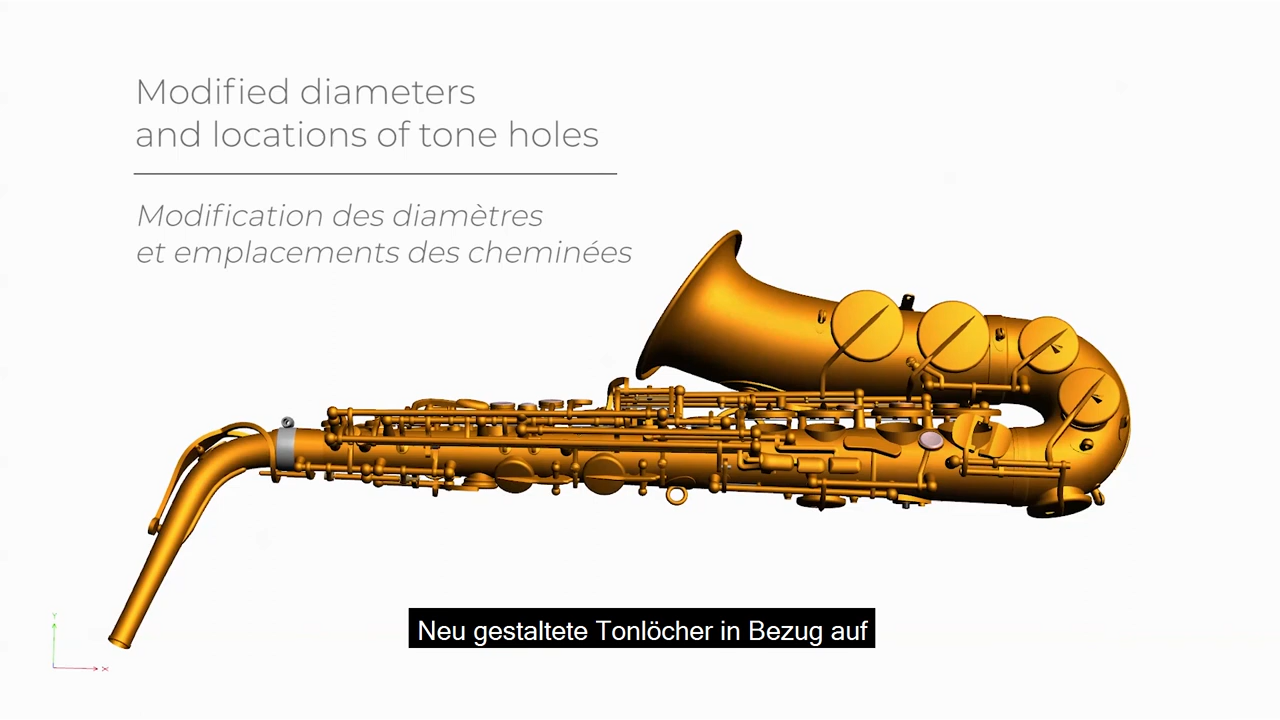 Modified diameters
and locations of tone holes
Modification des diamètres
et emplacements des cheminées
Neu gestaltete Tonlöcher in Bezug auf
Y
X